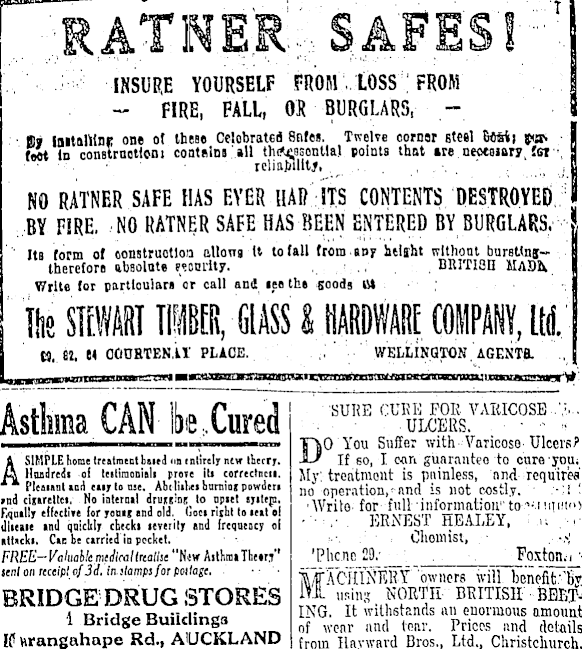 RATNER SAFES!
INSURE YOURSELF FROM LOSS FROM
— FIRE, FALL, OR BURGLARS, —
By installing one of these Celebrated Safes. Twelve corner steel bent; per-
fect in construction; contains all the essential points that are necessary for
reliability.
NO RATNER SAFE HAS EVER HAD ITS CONTENTS DESTROYED
BY FIRE. NO RATNER SAFE HAS BEEN ENTERED BY BURGLARS.
Its form of construction allows it to fall from any height without bursting—
therefore absolute security. BRITISH MADE
Write for particulars or call and see the goods at
The STEWART TIMBER, GLASS & HARDWARE COMPANY, Ltd.
COURTENAY PLACE. WELLINGTON AGENTS.
Asthma CAN be Cured
A SIMPLE home treatment based on entirely new theory.
Hundreds of testimonials prove its correctness.
Pleasant and easy to use. Abolishes burning powders
and cigarettes. No internal drugging to upset system.
Equally effective for young and old. Goes right to seat of
disease and quickly checks severity and frequency of
attacks. Can be carried in pocket.
FREE—Valuable medical treatise "New Asthma Theory"
sent on receipt of 3d. in stamps for postage.
BRIDGE DRUG STORES
1 Bridge Buildings
Karangahape Rd., AUCKLAND
SURE CURE FOR VARICOSE
ULCERS.
DO You Suffer with Varicose Ulcers?
If so, I can guarantee to cure you.
My treatment is painless, and requires
no operation, and is not costly.
Write for full information to
ERNEST HEALEY,
Chemist,
'Phone 29. Foxton.
MACHINERY owners will benefit by
using NORTH BRITISH BELT-
ING. It withstands an enormous amount
of wear and tear. Prices and details
from Hayward Bros., Ltd., Christchurch.